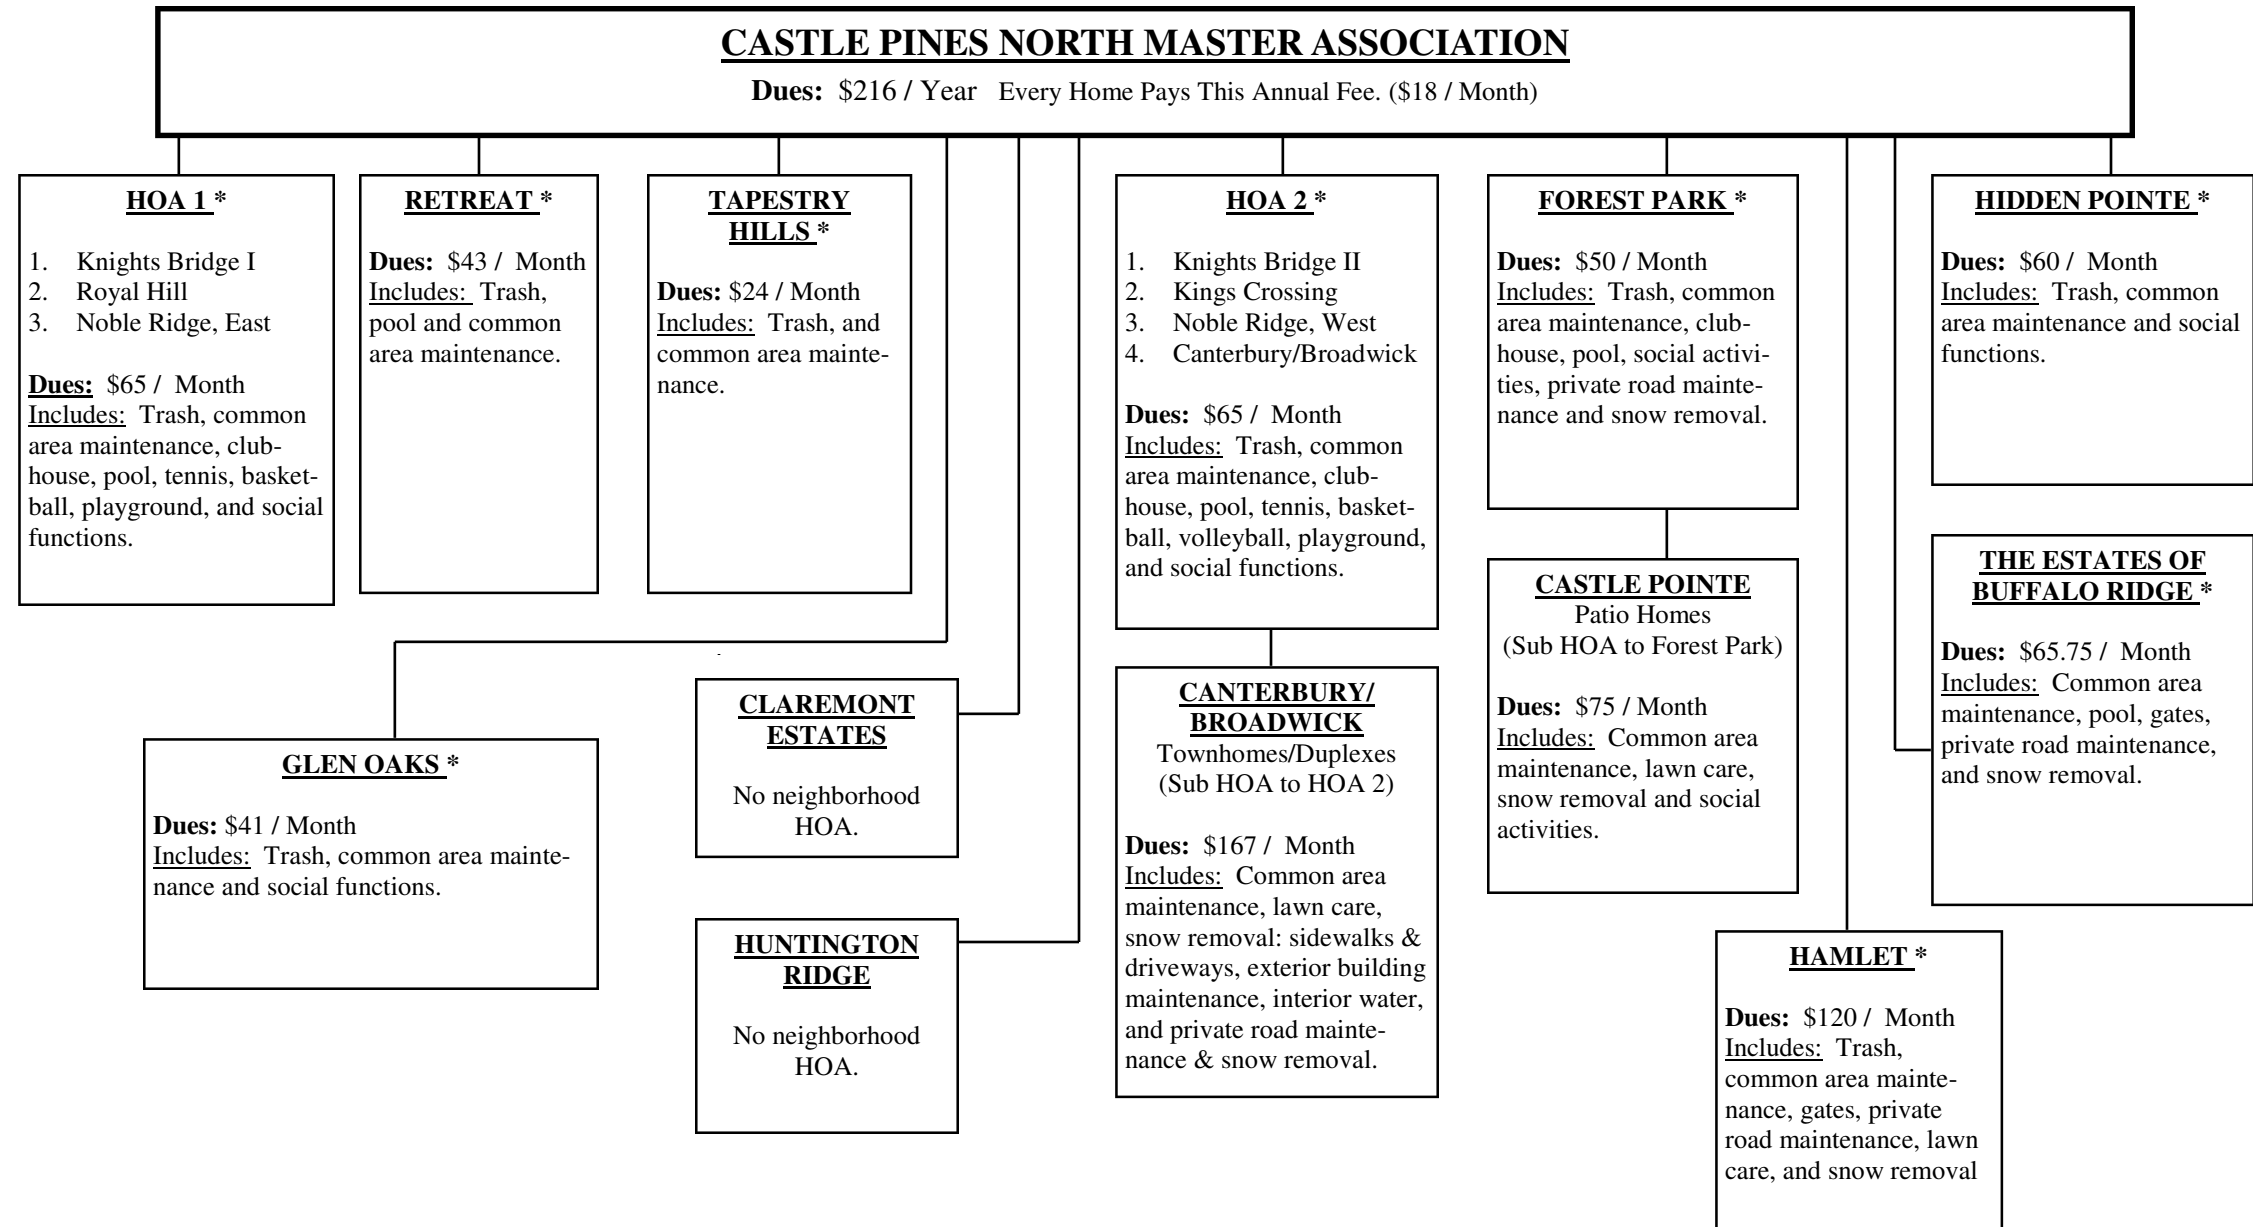 CASTLE PINES NORTH MASTER ASSOCIATION
Dues: $216 / Year Every Home Pays This Annual Fee. ($18 / Month)
HOA 1 *
1. Knights Bridge I
2. Royal Hill
3. Noble Ridge, East
Dues: $65 / Month
Includes: Trash, common
area maintenance, club-
house, pool, tennis, basket-
ball, playground, and social
functions.
RETREAT *
Dues: $43 / Month
Includes: Trash,
pool and common
area maintenance.
TAPESTRY
HILLS *
Dues: $24 / Month
Includes: Trash, and
common area mainte-
nance.
HOA 2 *
1. Knights Bridge II
2. Kings Crossing
3. Noble Ridge, West
4. Canterbury/Broadwick
Dues: $65 / Month
Includes: Trash, common
area maintenance, club-
house, pool, tennis, basket-
ball, volleyball, playground,
and social functions.
FOREST PARK *
Dues: $50 / Month
Includes: Trash, common
area maintenance, club-
house, pool, social activi-
ties, private road mainte-
nance and snow removal.
HIDDEN POINTE *
Dues: $60 / Month
Includes: Trash, common
area maintenance and social
functions.
GLEN OAKS *
Dues: $41 / Month
Includes: Trash, common area mainte-
nance and social functions.
CLAREMONT
ESTATES
No neighborhood
HOA.
HUNTINGTON
RIDGE
No neighborhood
HOA.
CANTERBURY/
BROADWICK
Townhomes/Duplexes
(Sub HOA to HOA 2)
Dues: $167 / Month
Includes: Common area
maintenance, lawn care,
snow removal: sidewalks &
driveways, exterior building
maintenance, interior water,
and private road mainte-
nance & snow removal.
CASTLE POINTE
Patio Homes
(Sub HOA to Forest Park)
Dues: $75 / Month
Includes: Common area
maintenance, lawn care,
snow removal and social
activities.
THE ESTATES OF
BUFFALO RIDGE *
Dues: $65.75 / Month
Includes: Common area
maintenance, pool, gates,
private road maintenance,
and snow removal.
HAMLET *
Dues: $120 / Month
Includes: Trash,
common area mainte-
nance, gates, private
road maintenance, lawn
care, and snow removal